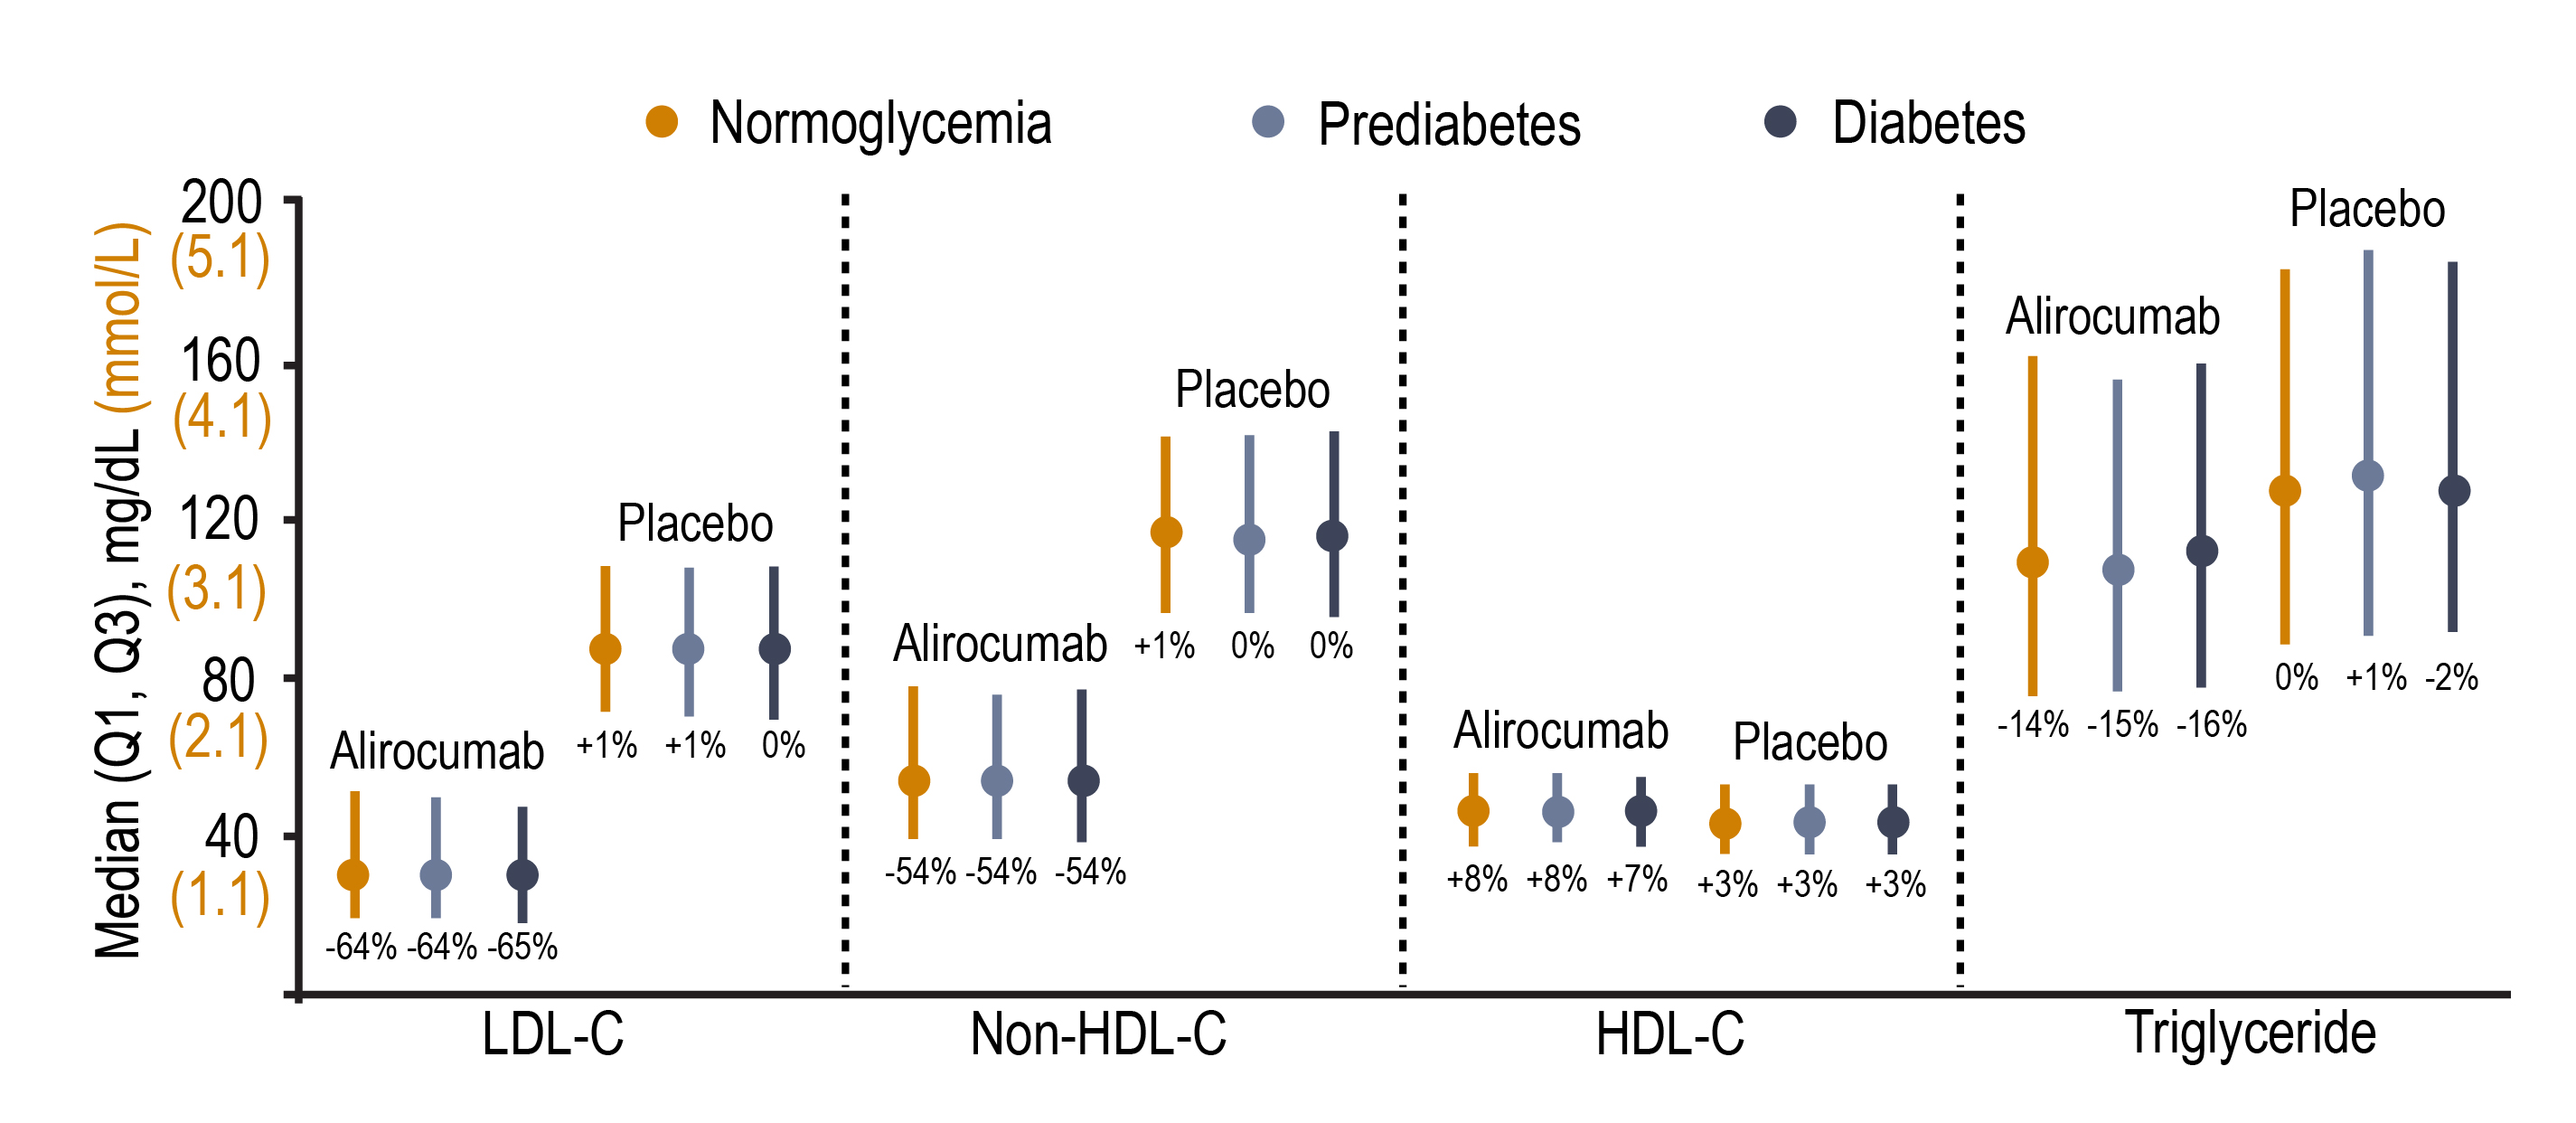 Normoglycemia Prediabetes Diabetes
Median (Q1, Q3), mg/dL (mmol/L)
200
(5.1)
160
(4.1)
120
(3.1)
80
(2.1)
40
(1.1)
Alirocumab
-64% -64% -65%
Placebo
+1% +1% 0%
LDL-C
Alirocumab
-54% -54% -54%
Placebo
+1% 0% 0%
Non-HDL-C
Alirocumab
+8% +8% +7%
Placebo
+3% +3% +3%
HDL-C
Alirocumab
-14% -15% -16%
Placebo
0% +1% -2%
Triglyceride